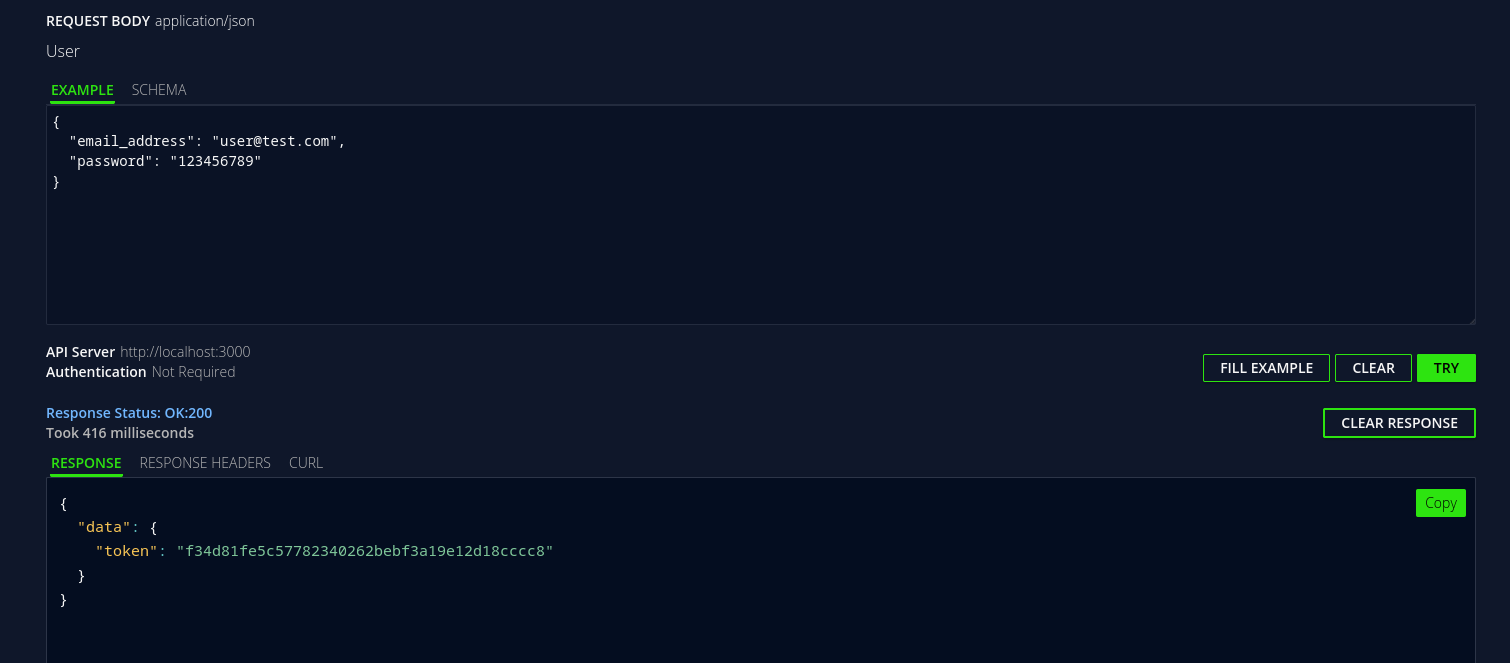 REQUEST BODY application/json
User
EXAMPLE SCHEMA
{
  "email_address": "user@test.com",
  "password": "123456789"
}
API Server http://localhost:3000
Authentication Not Required
FILL EXAMPLE CLEAR TRY
Response Status: OK:200
Took 416 milliseconds
CLEAR RESPONSE
RESPONSE RESPONSE HEADERS CURL
Copy
{
  "data": {
    "token": "f34d81fe5c57782340262bebf3a19e12d18cccc8"
  }
}